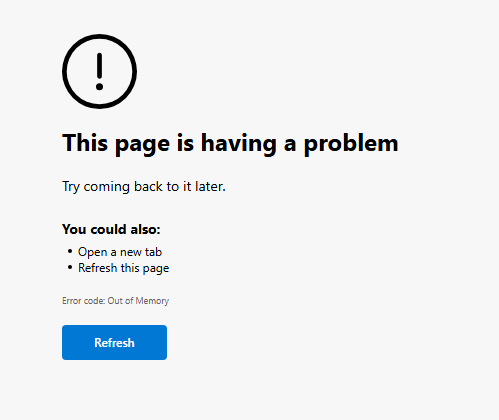 This page is having a problem
Try coming back to it later.
You could also:
• Open a new tab
• Refresh this page
Error code: Out of Memory
Refresh